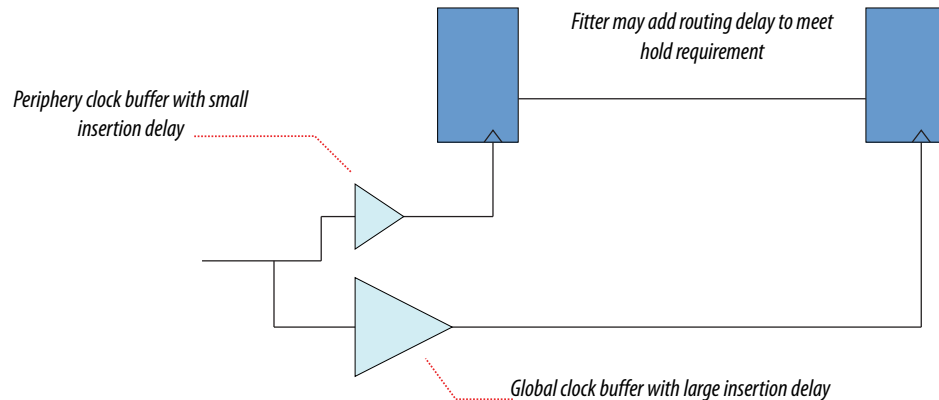 Fitter may add routing delay to meet
hold requirement
Periphery clock buffer with small
insertion delay
Global clock buffer with large insertion delay